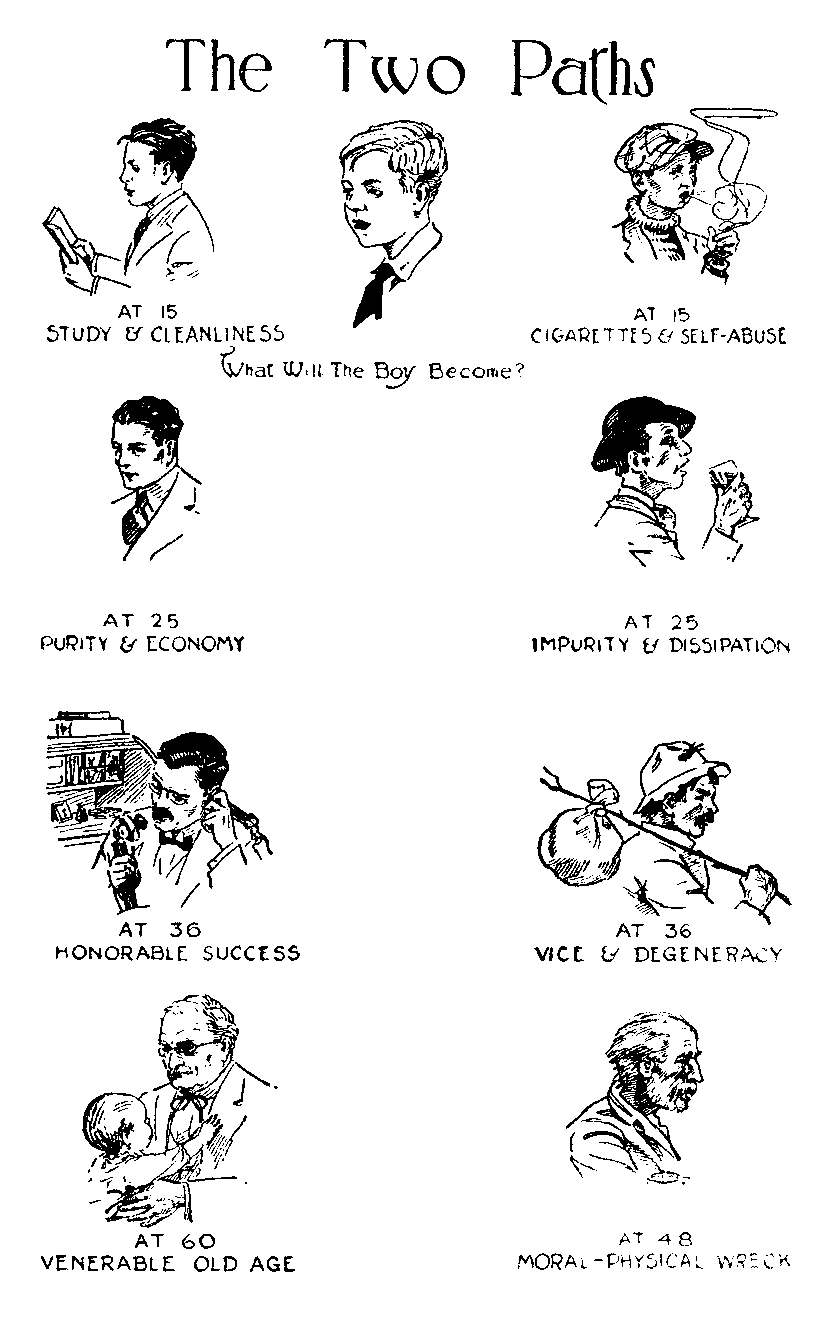 The Two Paths
AT 15
STUDY & CLEANLINESS
AT 15
CIGARETTES & SELF-ABUSE
What Will The Boy Become?
AT 25
PURITY & ECONOMY
AT 25
IMPURITY & DISSIPATION
AT 36
HONORABLE SUCCESS
AT 36
VICE & DEGENERACY
AT 60
VENERABLE OLD AGE
AT 48
MORAL-PHYSICAL WRECK